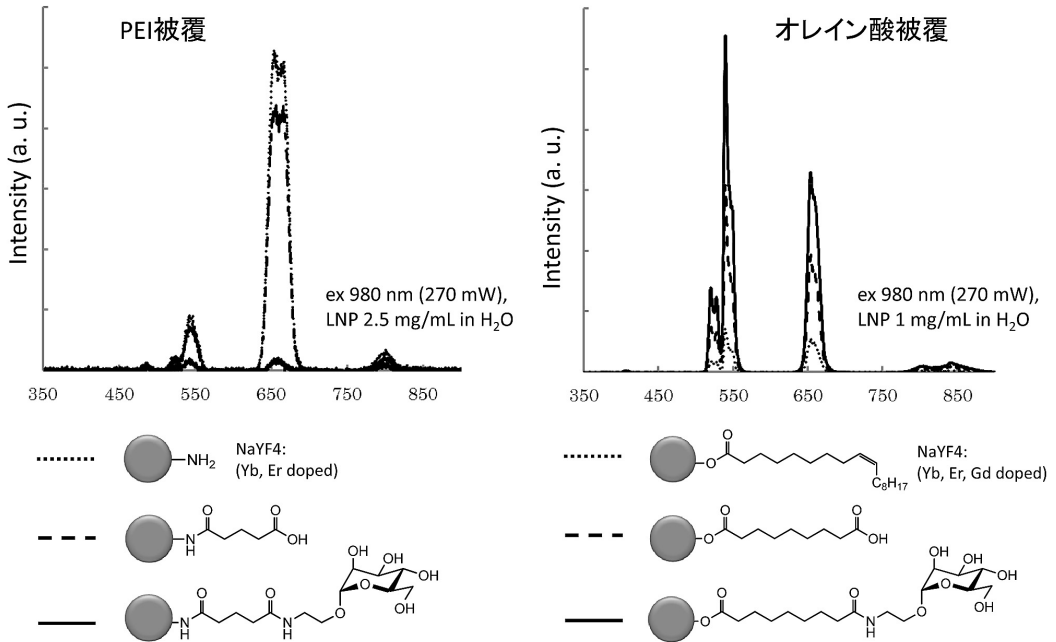 PEI被覆
Intensity (a. u.)
ex 980 nm (270 mW),
LNP 2.5 mg/mL in H₂O
350 450 550 650 750 850
NH₂
NaYF4:
(Yb, Er doped)
O O
N
H
OH
O O
N
H
N
H
O
OH
OH
O
OH
HO
オレイン酸被覆
Intensity (a. u.)
ex 980 nm (270 mW),
LNP 1 mg/mL in H₂O
350 450 550 650 750 850
O
O
C₈H₁₇
NaYF4:
(Yb, Er, Gd doped)
O O
O
OH
O O
O
N
H
O
OH
OH
O
OH
HO